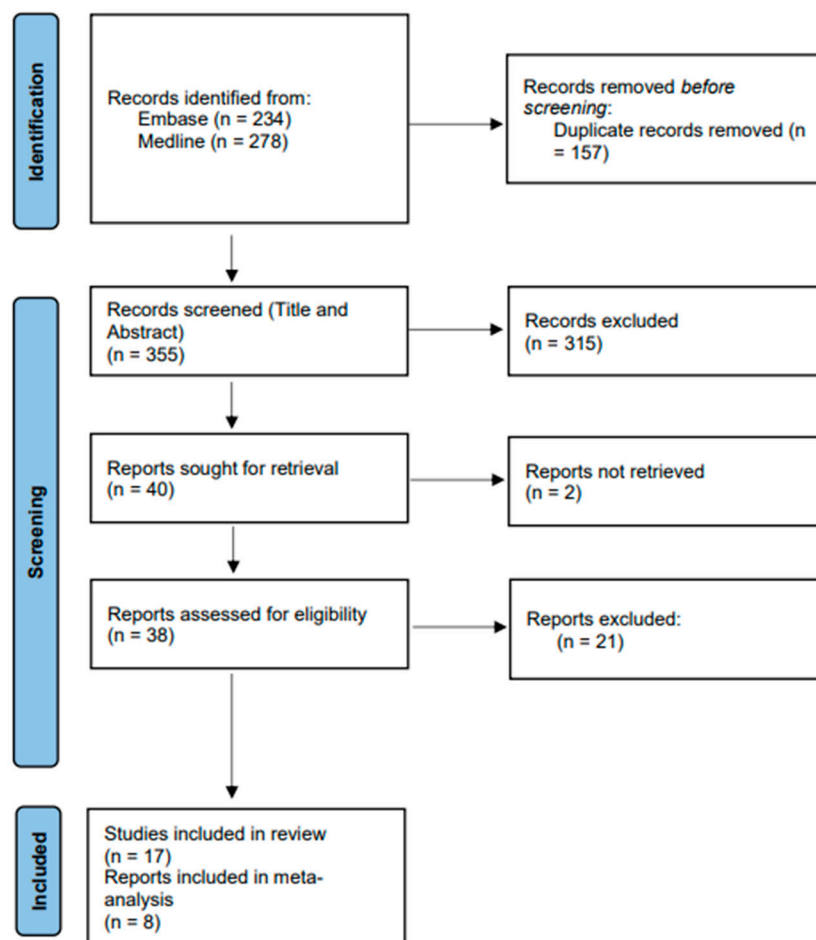 Identification
Records identified from:
Embase (n = 234)
Medline (n = 278)
Records removed before
screening:
Duplicate records removed (n
= 157)
Screening
Records screened (Title and
Abstract)
(n = 355)
Records excluded
(n = 315)
Reports sought for retrieval
(n = 40)
Reports not retrieved
(n = 2)
Reports assessed for eligibility
(n = 38)
Reports excluded:
(n = 21)
Included
Studies included in review
(n = 17)
Reports included in meta-
analysis
(n = 8)